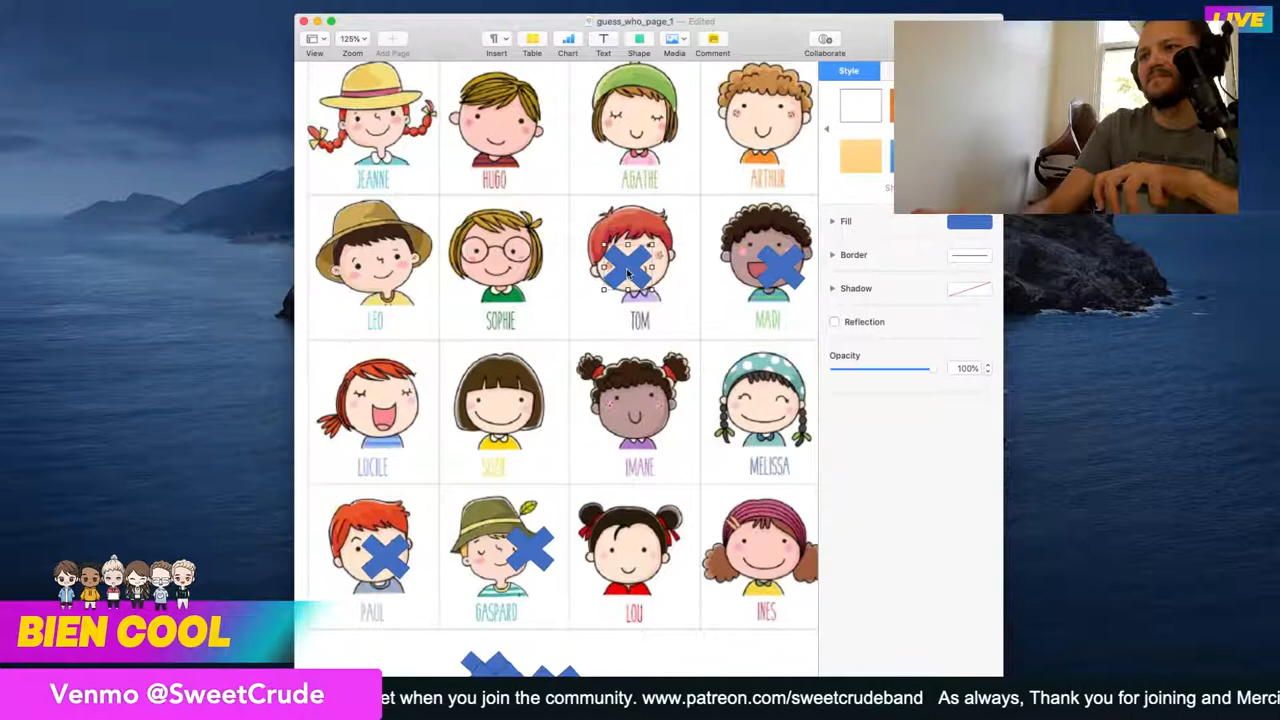 guess_who_page_1 — Edited
LIVE
125%
View
Zoom
Add Page
Insert
Table
Chart
Text
Shape
Media
Comment
Collaborate
Style
JEANNE
HUGO
AGATHE
ARTHUR
Fill
Border
Shadow
Reflection
Opacity
100%
LEO
SOPHIE
TOM
MADI
LUCILE
IMANE
MELISSA
PAUL
GASPARD
LOU
INES
BIEN COOL
Venmo @SweetCrude
et when you join the community. www.patreon.com/sweetcrudeband As always, Thank you for joining and Merci